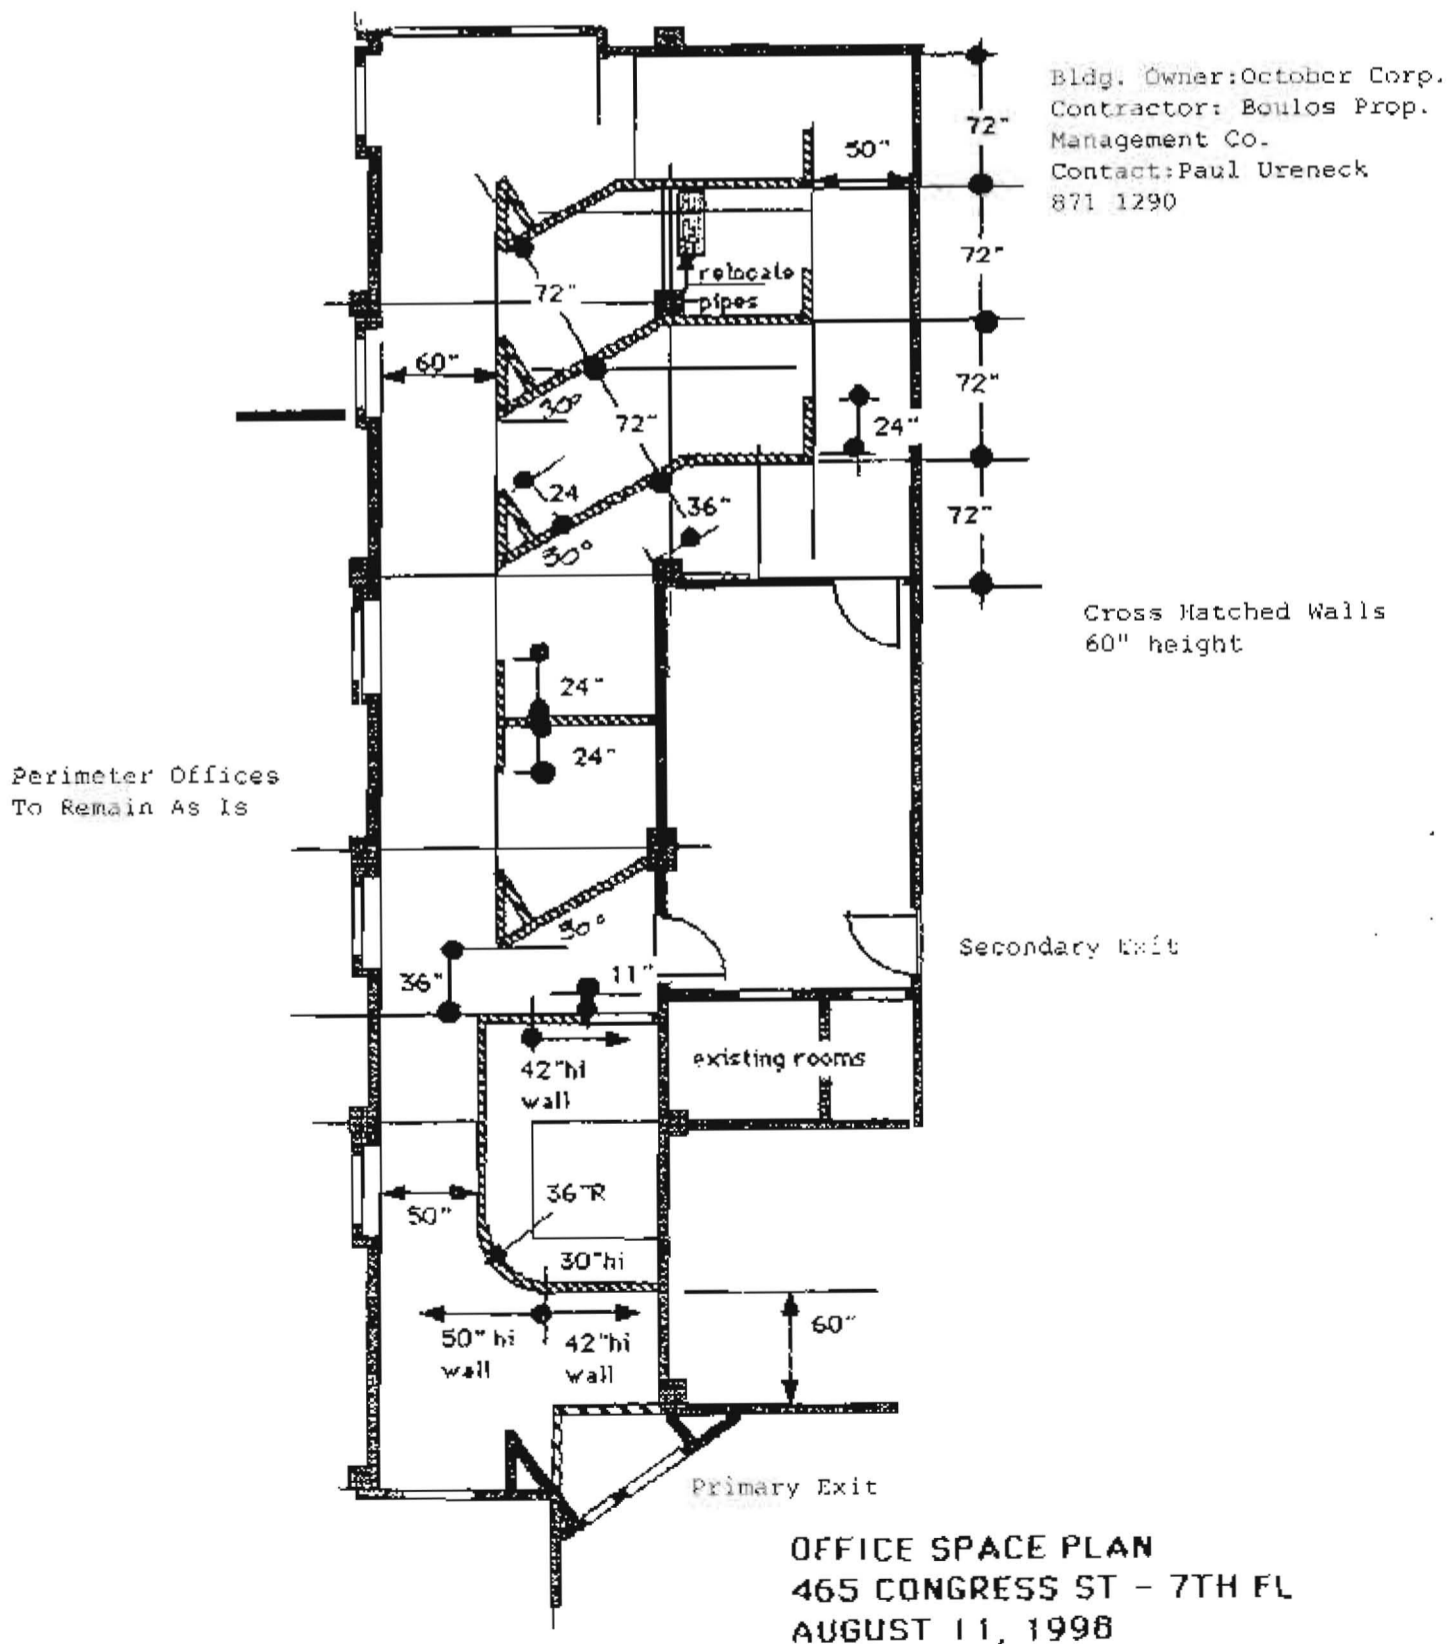 Bldg. Owner:October Corp.
Contractor: Boulos Prop.
Management Co.
Contact:Paul Ureneck
871 1290
72"
50"
72"
relocate
pipes
72"
60"
30°
72"
72"
24"
24
36"
30°
72"
Cross Hatched Walls
60" height
24"
24"
Perimeter Offices
To Remain As Is
30°
Secondary Exit
36"
11"
42"hi
wall
existing rooms
50"
36"R
30"hi
50" hi
wall
42"hi
wall
60"
Primary Exit
OFFICE SPACE PLAN
465 CONGRESS ST - 7TH FL
AUGUST 11, 1998